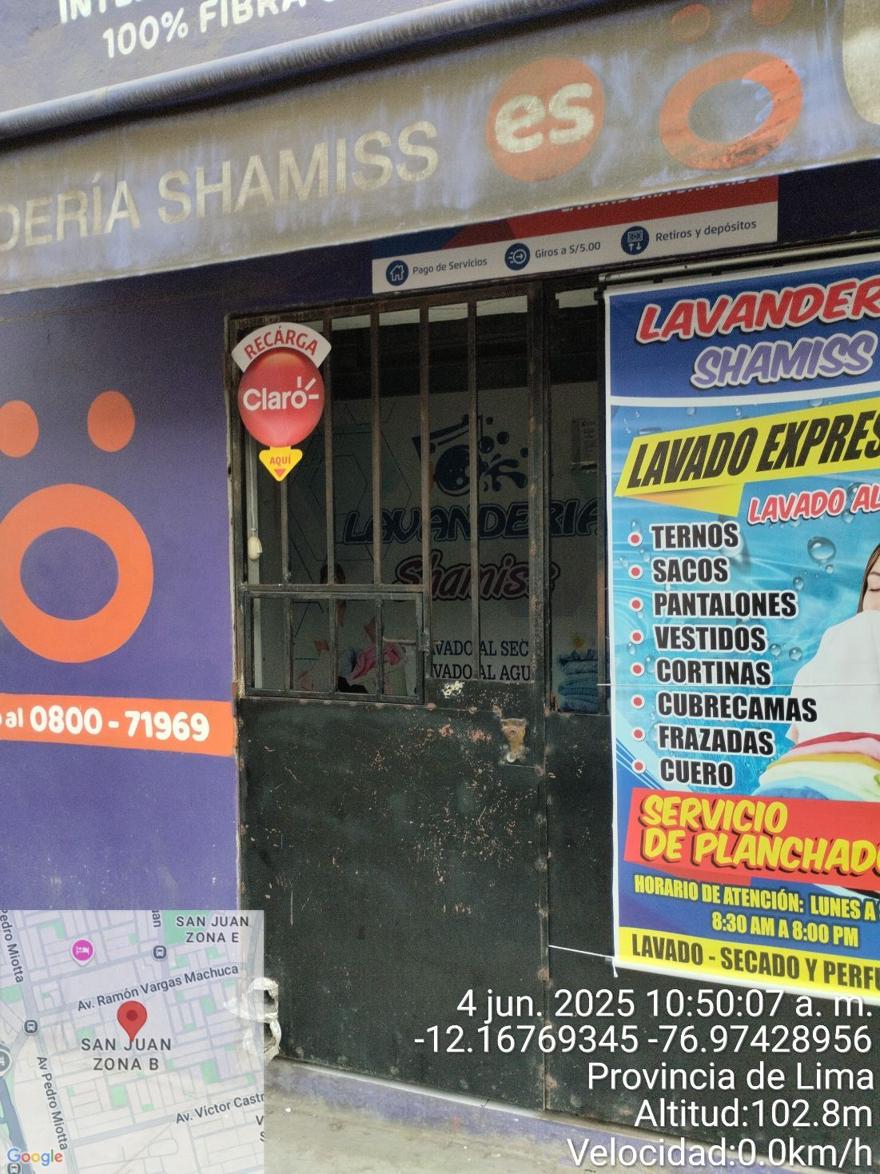 100% FIBRA
DERÍA SHAMISS es
Pago de Servicios
Giros a S/5.00
Retiros y depósitos
RECÁRGA
Claro
AQUÍ
LAVANDERIA
Shamiss
VADO AL SEC
VADO AL AGU
al 0800 - 71969
LAVANDER
SHAMISS
LAVADO EXPRES
LAVADO AL
TERNOS
SACOS
PANTALONES
VESTIDOS
CORTINAS
CUBRECAMAS
FRAZADAS
CUERO
SERVICIO
DE PLANCHADO
HORARIO DE ATENCIÓN: LUNES A
8:30 AM A 8:00 PM
LAVADO - SECADO Y PERFU
SAN JUAN
ZONA E
Pedro Miotta
Av. Ramón Vargas Machuca
SAN JUAN
ZONA B
Av Pedro Miotta
Av. Víctor Castr
Google
4 jun. 2025 10:50:07 a. m.
-12.16769345 -76.97428956
Provincia de Lima
Altitud:102.8m
Velocidad:0.0km/h